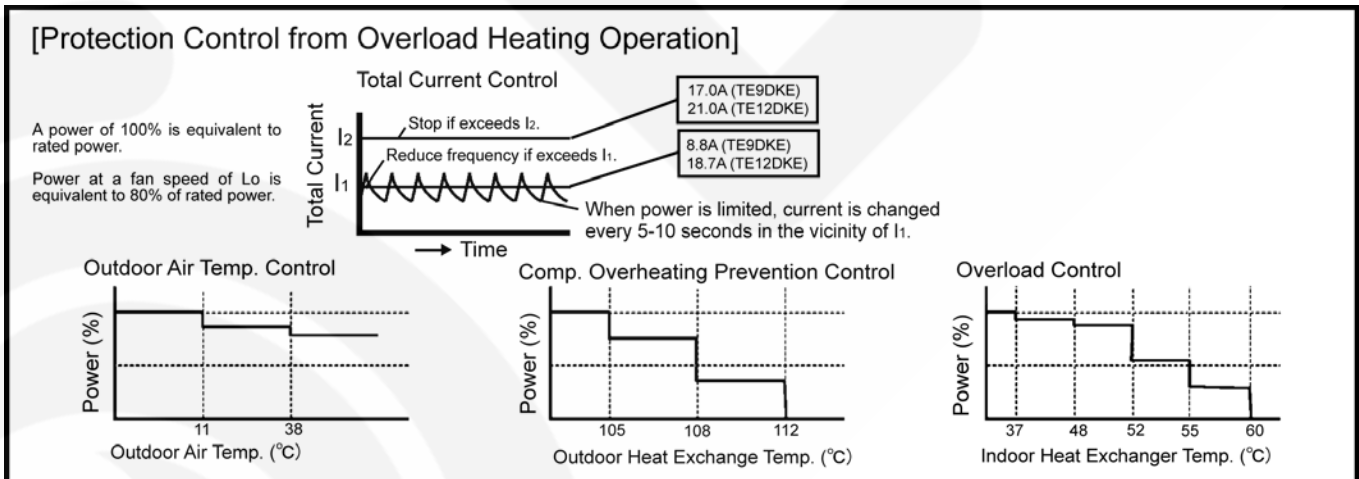 [Protection Control from Overload Heating Operation]
Total Current Control
A power of 100% is equivalent to
rated power.
Power at a fan speed of Lo is
equivalent to 80% of rated power.
Total Current
I2
I1
Stop if exceeds I2.
Reduce frequency if exceeds I1.
17.0A (TE9DKE)
21.0A (TE12DKE)
8.8A (TE9DKE)
18.7A (TE12DKE)
When power is limited, current is changed
every 5-10 seconds in the vicinity of I1.
→ Time
Outdoor Air Temp. Control
Power (%)
11 38
Outdoor Air Temp. (°C)
Comp. Overheating Prevention Control
Power (%)
105 108 112
Outdoor Heat Exchange Temp. (°C)
Overload Control
Power (%)
37 48 52 55 60
Indoor Heat Exchanger Temp. (°C)